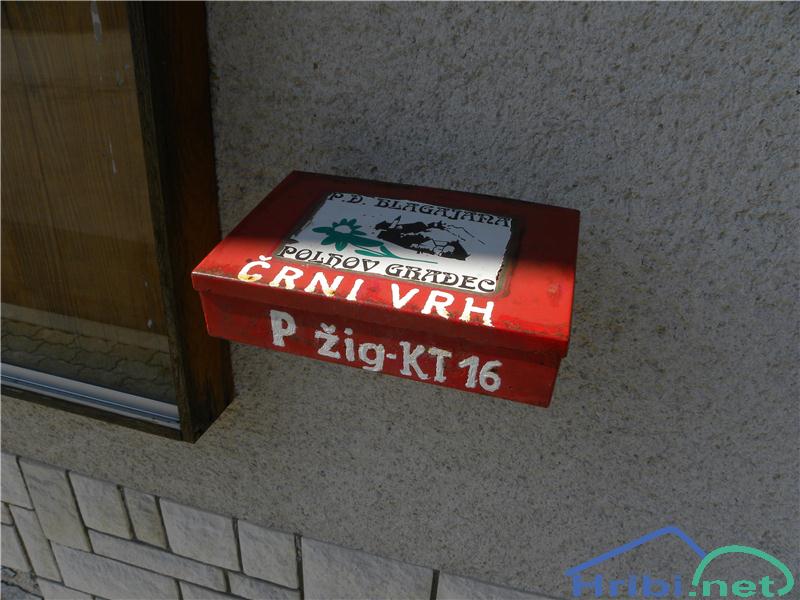 P.D. BLAGAJANA
POLHOV GRADEC
ČRNI VRH
P žig-KT 16
Hribi.net